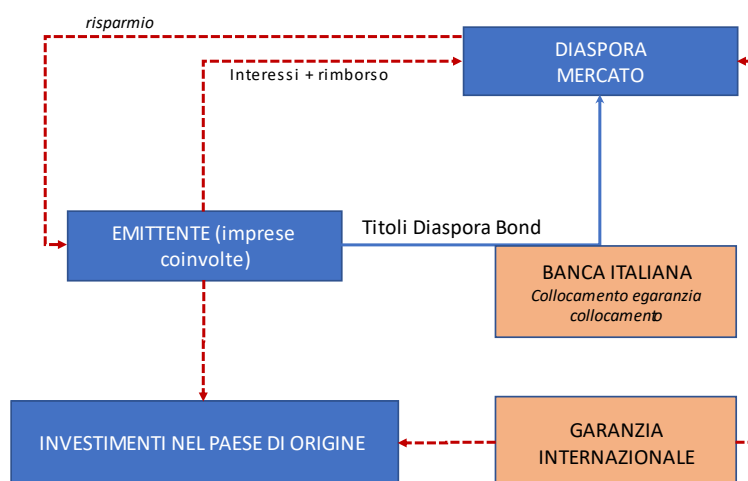 risparmio
DIASPORA
MERCATO
Interessi + rimborso
EMITTENTE (imprese
coinvolte)
Titoli Diaspora Bond
BANCA ITALIANA
Collocamento egaranzia
collocamento
INVESTIMENTI NEL PAESE DI ORIGINE
GARANZIA
INTERNAZIONALE